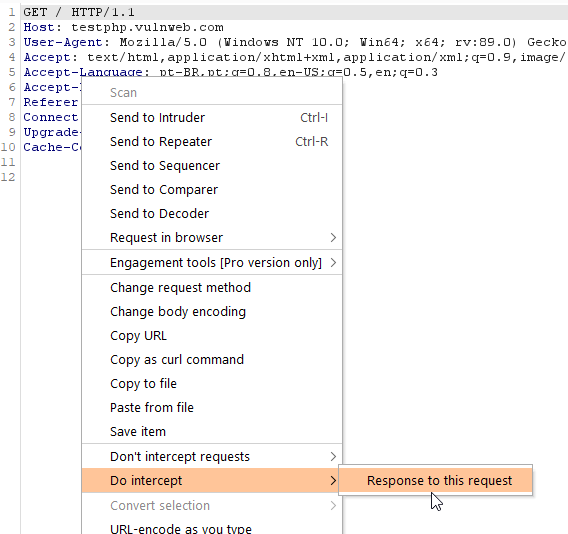 1 GET / HTTP/1.1
2 Host: testphp.vulnweb.com
3 User-Agent: Mozilla/5.0 (Windows NT 10.0; Win64; x64; rv:89.0) Gecko
4 Accept: text/html,application/xhtml+xml,application/xml;q=0.9,image/
5 Accept-Language: pt-BR,pt;q=0.8,en-US;q=0.5,en;q=0.3
6 Accept-
7 Referer
8 Connect
9 Upgrade-
10 Cache-Co
11
12
Scan
Send to Intruder Ctrl-I
Send to Repeater Ctrl-R
Send to Sequencer
Send to Comparer
Send to Decoder
Request in browser
Engagement tools [Pro version only]
Change request method
Change body encoding
Copy URL
Copy as curl command
Copy to file
Paste from file
Save item
Don't intercept requests
Do intercept
Response to this request
Convert selection
URL-encode as you type